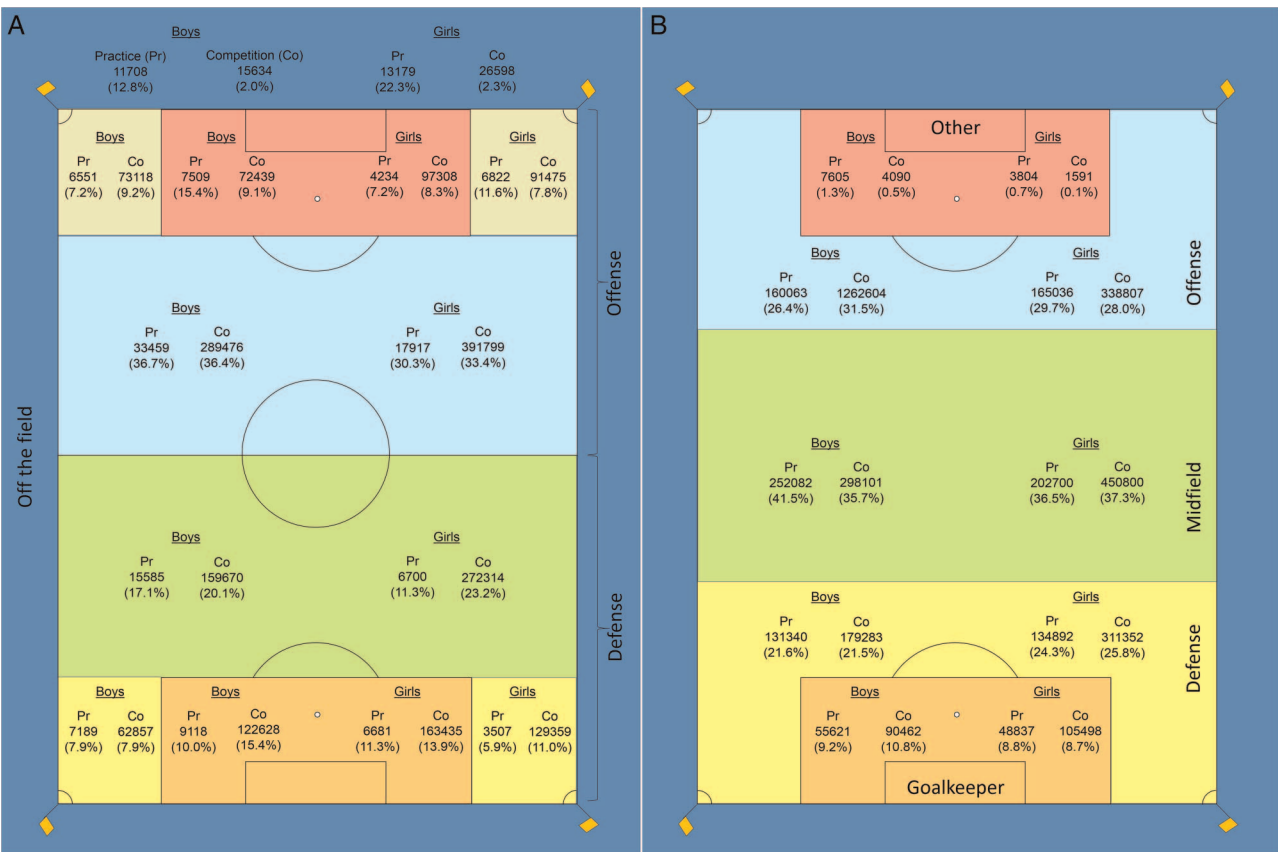 A
Boys Girls
Practice (Pr) Competition (Co) Pr Co
11708 15634 13179 26598
(12.8%) (2.0%) (22.3%) (2.3%)
Boys Boys Girls Girls
Pr Co Pr Co Pr Co Pr Co
6551 73118 7509 72439 4234 97308 6822 91475
(7.2%) (9.2%) (15.4%) (9.1%) (7.2%) (8.3%) (11.6%) (7.8%)
Offense
Boys Girls
Pr Co Pr Co
33459 289476 17917 391799
(36.7%) (36.4%) (30.3%) (33.4%)
Off the field
Boys Girls
Pr Co Pr Co
15585 159670 6700 272314
(17.1%) (20.1%) (11.3%) (23.2%)
Defense
Boys Boys Girls Girls
Pr Co Pr Co Pr Co Pr Co
7189 62857 9118 122628 6681 163435 3507 129359
(7.9%) (7.9%) (10.0%) (15.4%) (11.3%) (13.9%) (5.9%) (11.0%)
B
Other
Boys Girls
Pr Co Pr Co
7605 4090 3804 1591
(1.3%) (0.5%) (0.7%) (0.1%)
Offense
Boys Girls
Pr Co Pr Co
160063 1262604 165036 338807
(26.4%) (31.5%) (29.7%) (28.0%)
Midfield
Boys Girls
Pr Co Pr Co
252082 298101 202700 450800
(41.5%) (35.7%) (36.5%) (37.3%)
Defense
Boys Girls
Pr Co Pr Co
131340 179283 134892 311352
(21.6%) (21.5%) (24.3%) (25.8%)
Boys Girls
Pr Co Pr Co
55621 90462 48837 105498
(9.2%) (10.8%) (8.8%) (8.7%)
Goalkeeper